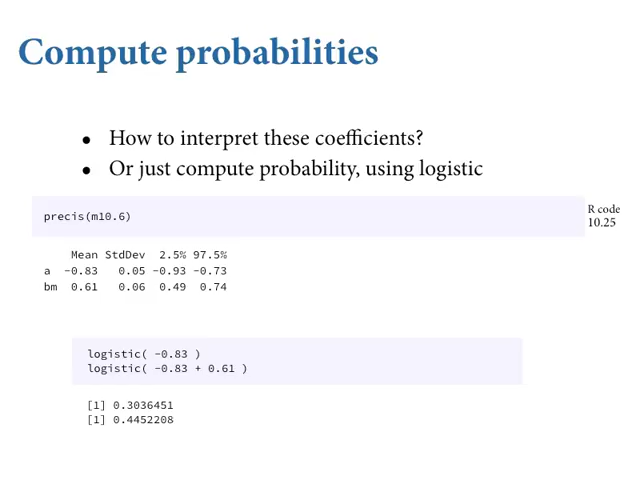 Compute probabilities
• How to interpret these coefficients?
• Or just compute probability, using logistic
precis(m10.6)
R code
10.25
Mean StdDev 2.5% 97.5%
a -0.83 0.05 -0.93 -0.73
bm 0.61 0.06 0.49 0.74
logistic( -0.83 )
logistic( -0.83 + 0.61 )
[1] 0.3036451
[1] 0.4452208